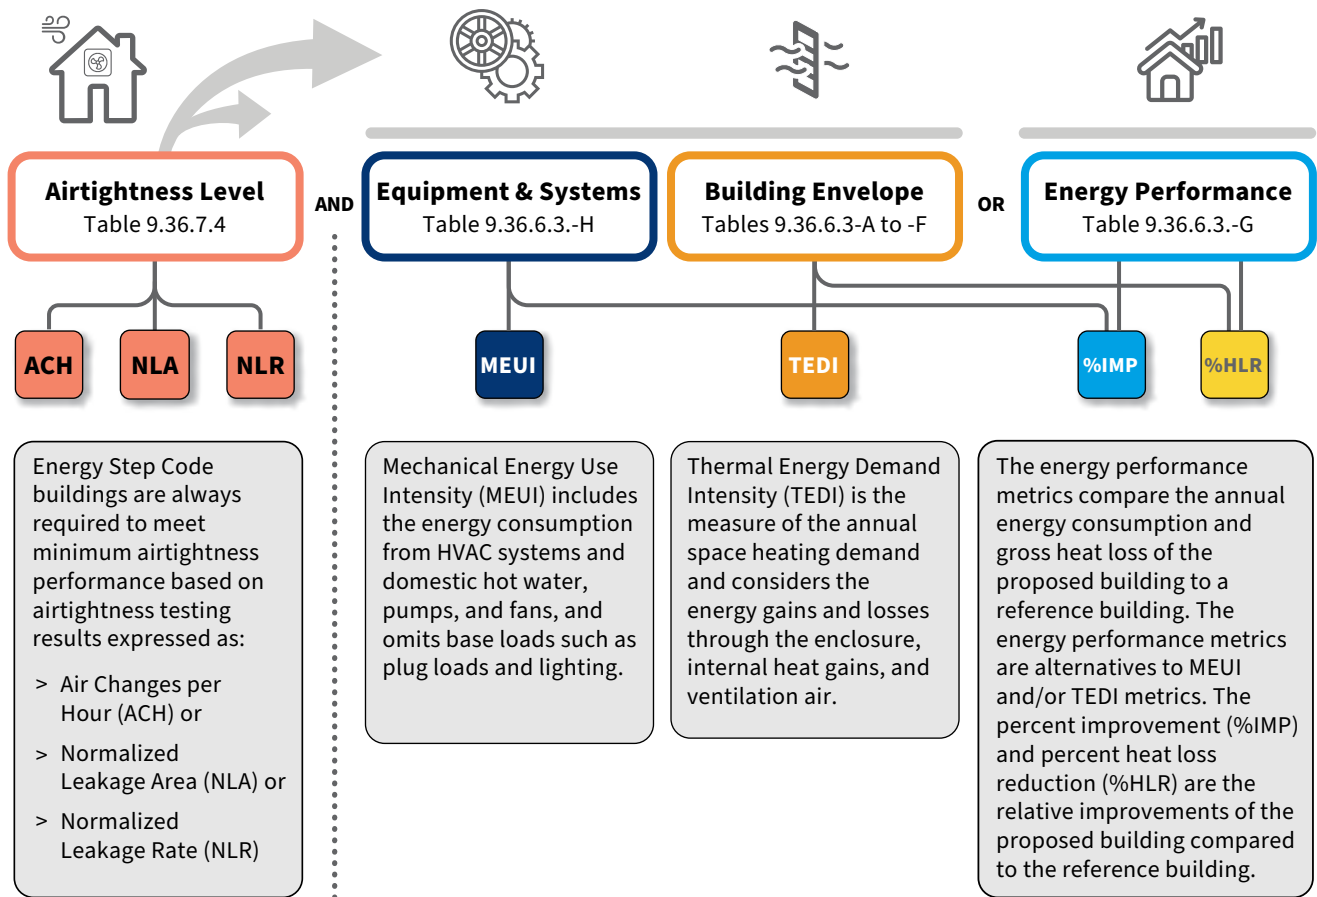 Airtightness Level
Table 9.36.7.4
AND
Equipment & Systems
Table 9.36.6.3.-H
Building Envelope
Tables 9.36.6.3-A to -F
OR
Energy Performance
Table 9.36.6.3.-G
ACH
NLA
NLR
MEUI
TEDI
%IMP
%HLR
Energy Step Code
buildings are always
required to meet
minimum airtightness
performance based on
airtightness testing
results expressed as:
> Air Changes per
Hour (ACH) or
> Normalized
Leakage Area (NLA) or
> Normalized
Leakage Rate (NLR)
Mechanical Energy Use
Intensity (MEUI) includes
the energy consumption
from HVAC systems and
domestic hot water,
pumps, and fans, and
omits base loads such as
plug loads and lighting.
Thermal Energy Demand
Intensity (TEDI) is the
measure of the annual
space heating demand
and considers the
energy gains and losses
through the enclosure,
internal heat gains, and
ventilation air.
The energy performance
metrics compare the annual
energy consumption and
gross heat loss of the
proposed building to a
reference building. The
energy performance metrics
are alternatives to MEUI
and/or TEDI metrics. The
percent improvement (%IMP)
and percent heat loss
reduction (%HLR) are the
relative improvements of the
proposed building compared
to the reference building.